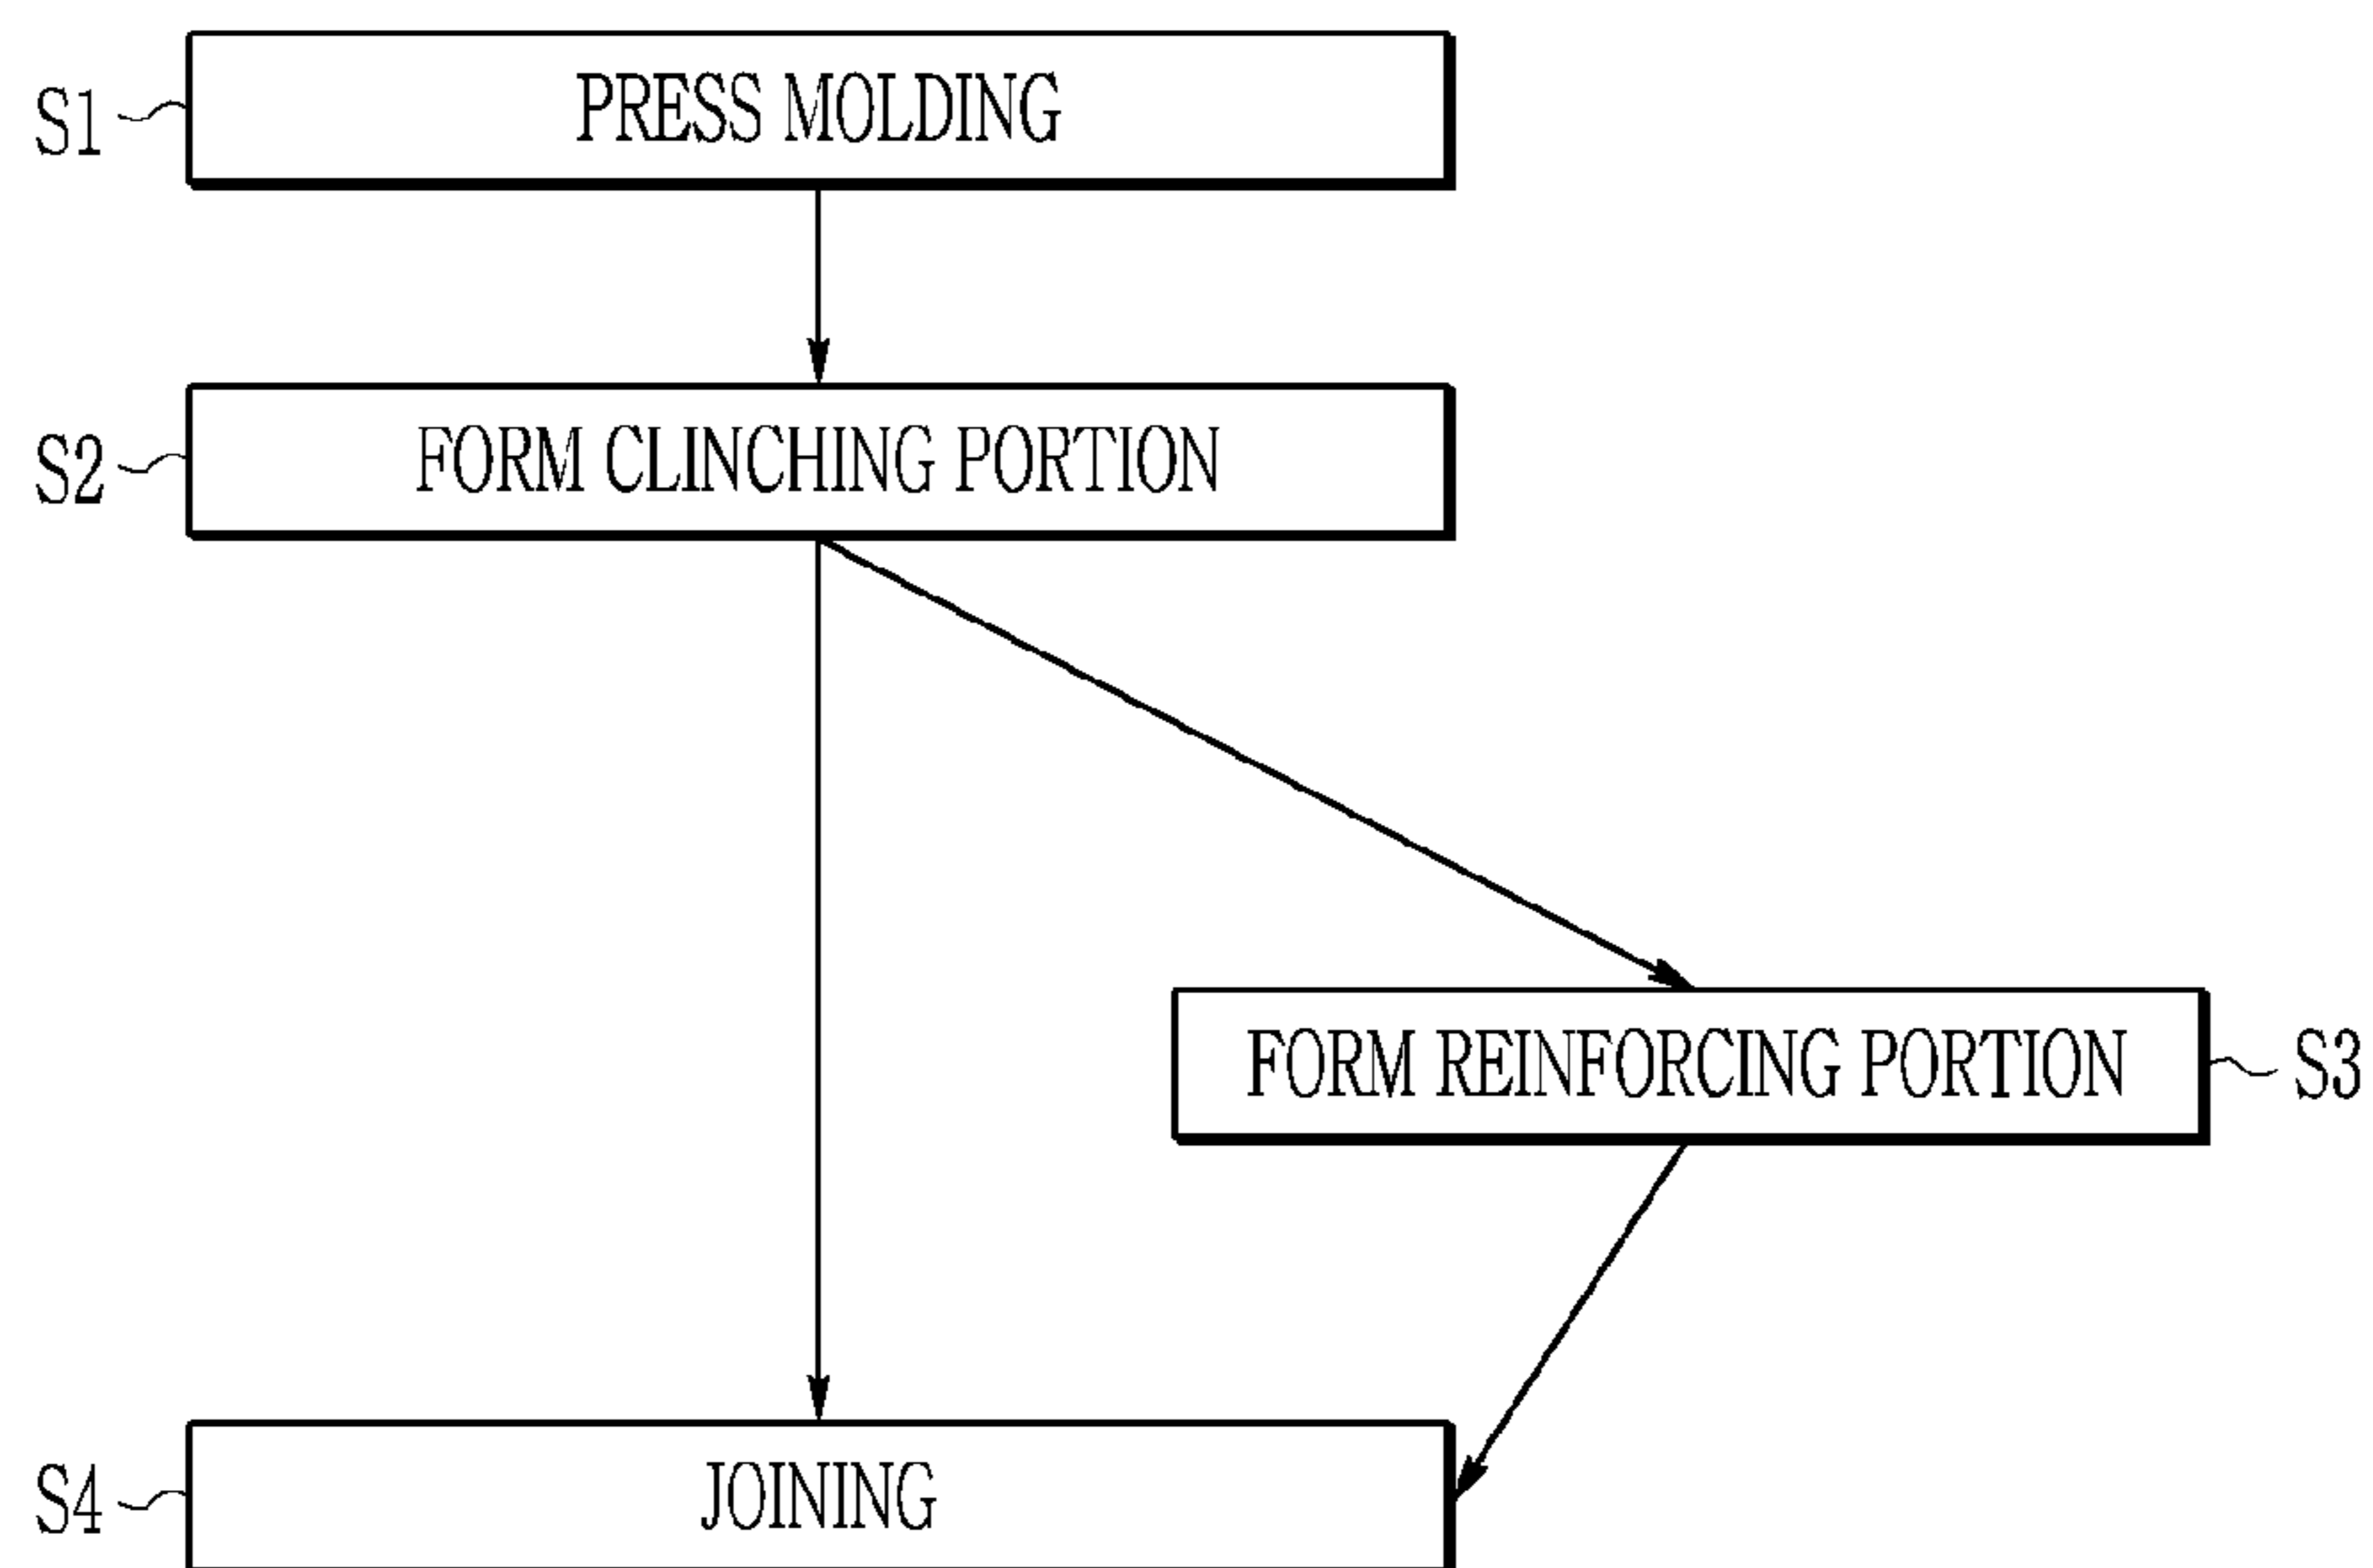 S1 PRESS MOLDING
S2 FORM CLINCHING PORTION
FORM REINFORCING PORTION S3
S4 JOINING